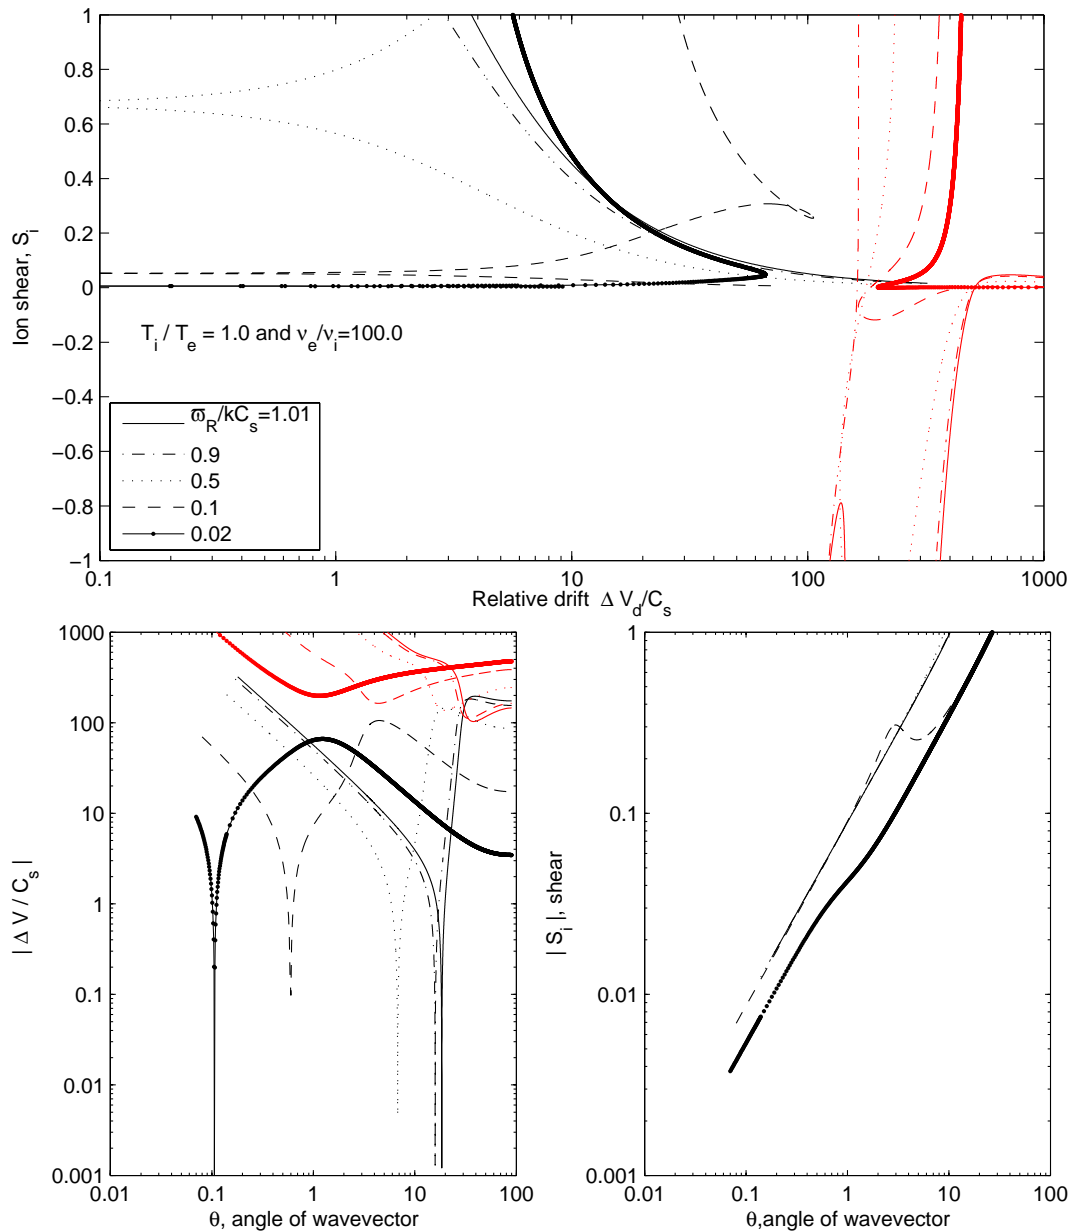 1
0.8
0.6
0.4
0.2
0
−0.2
−0.4
−0.6
−0.8
−1
Ion shear, S_i
T_i / T_e = 1.0 and ν_e/ν_i=100.0
ϖ_R/kC_s=1.01
0.9
0.5
0.1
0.02
0.1 1 10 100 1000
Relative drift Δ V_d/C_s
1000
100
10
1
0.1
0.01
0.001
| Δ V / C_s |
0.01 0.1 1 10 100
θ, angle of wavevector
1
0.1
0.01
0.001
| S_i |, shear
0.01 0.1 1 10 100
θ,angle of wavevector